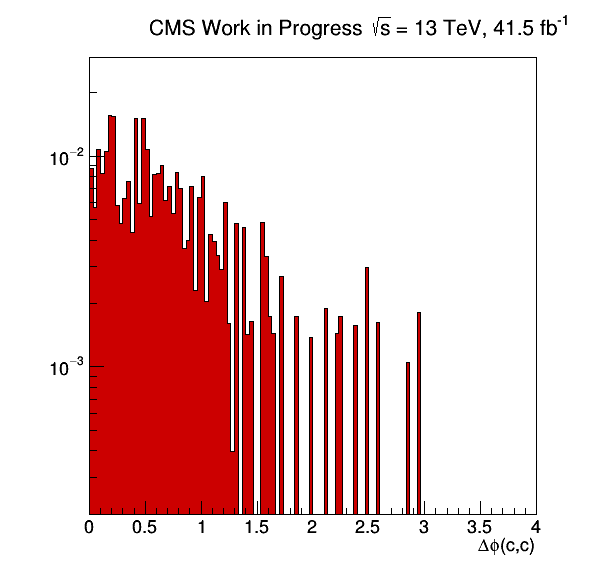 CMS Work in Progress √s = 13 TeV, 41.5 fb⁻¹
10⁻²
10⁻³
0 0.5 1 1.5 2 2.5 3 3.5 4
Δϕ(c,c)